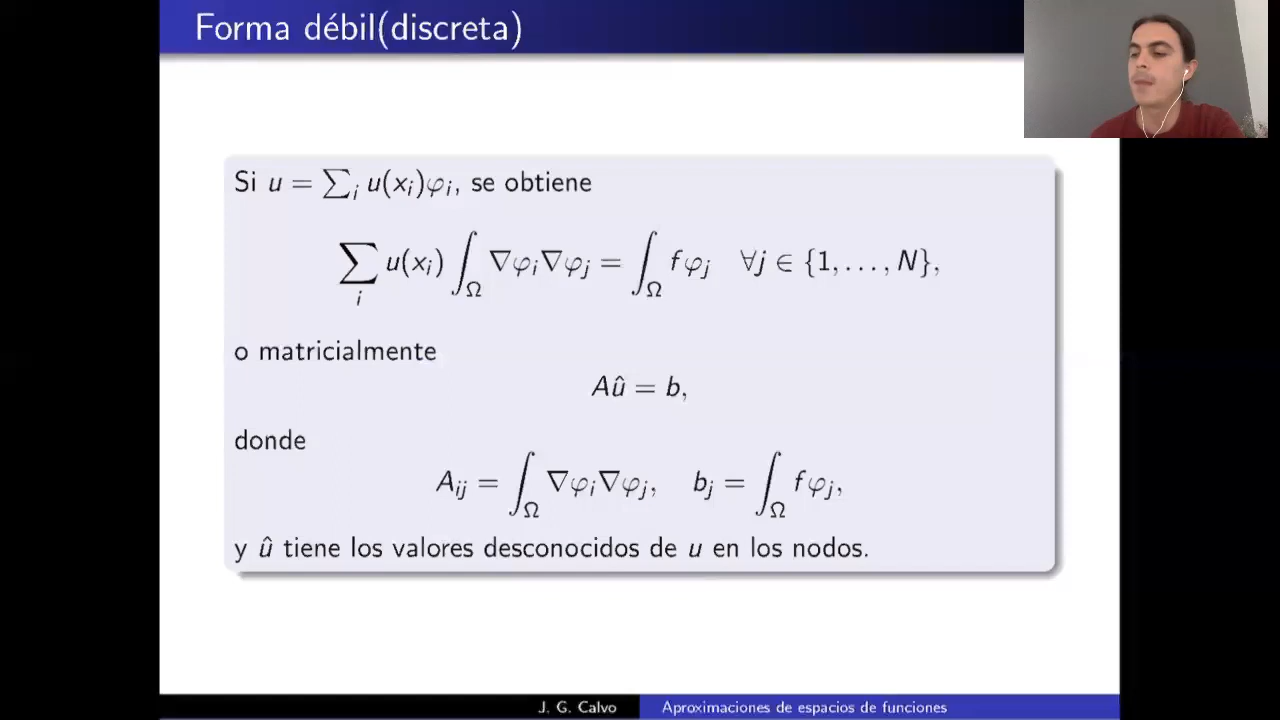 Forma débil(discreta)
Si u = ∑_i u(x_i)φ_i, se obtiene
∑_i u(x_i) ∫_Ω ∇φ_i∇φ_j = ∫_Ω fφ_j ∀j ∈ {1, . . . , N},
o matricialmente
Aû = b,
donde
A_ij = ∫_Ω ∇φ_i∇φ_j, b_j = ∫_Ω fφ_j,
y û tiene los valores desconocidos de u en los nodos.
J. G. Calvo Aproximaciones de espacios de funciones